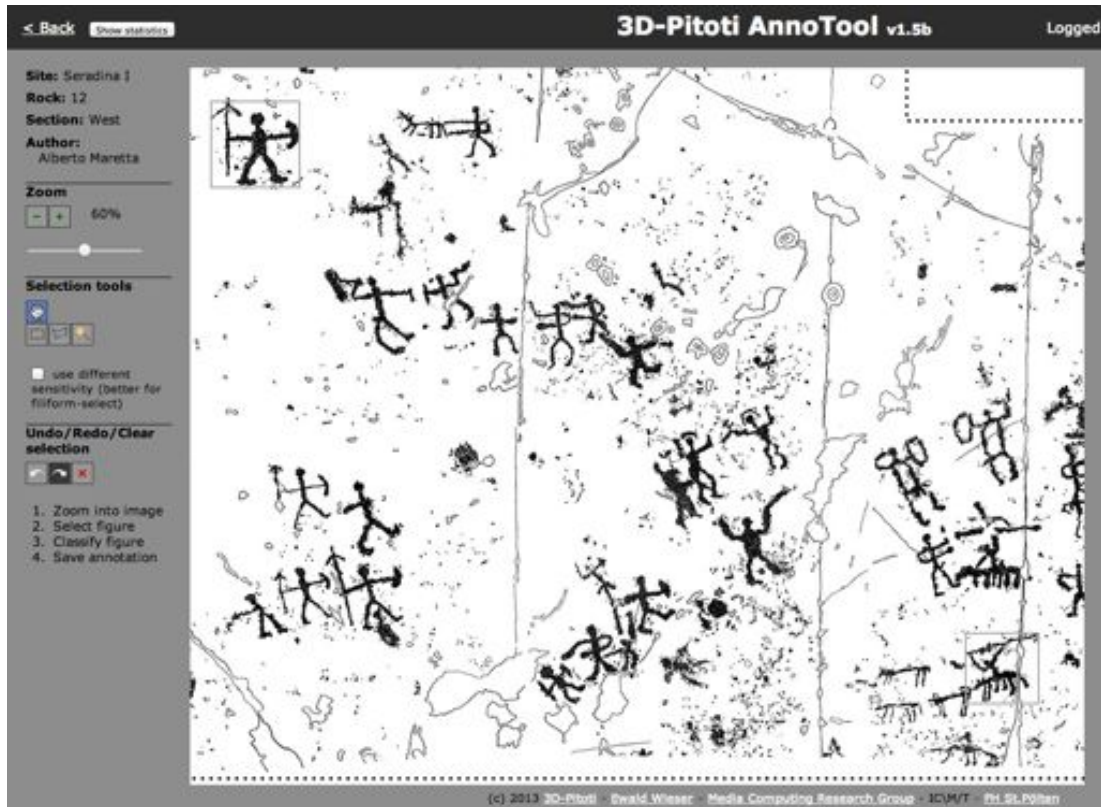 < Back
Show statistics
3D-Pitoti AnnoTool v1.5b
Logged
Site: Seradina I
Rock: 12
Section: West
Author:
Alberto Maretta
Zoom
- + 60%
Selection tools
use different
sensitivity (better for
filiform-select)
Undo/Redo/Clear
selection
1. Zoom into image
2. Select figure
3. Classify figure
4. Save annotation
(c) 2013 3D-Pitoti - Ewald Wieser - Media Computing Research Group - IC\M/T - FH St.Pölten